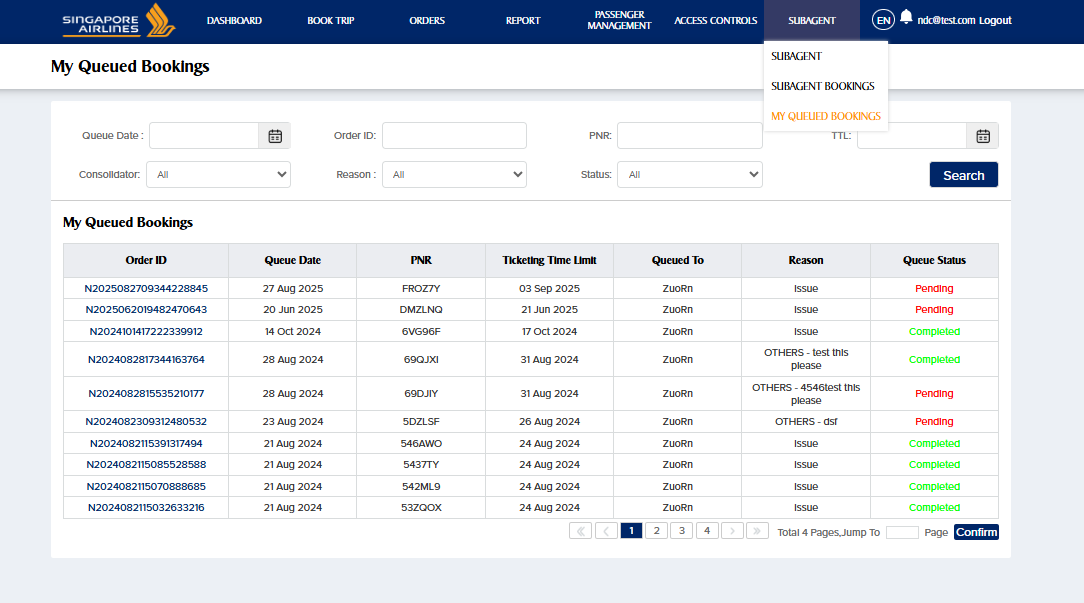 SINGAPORE
AIRLINES
DASHBOARD
BOOK TRIP
ORDERS
REPORT
PASSENGER
MANAGEMENT
ACCESS CONTROLS
SUBAGENT
EN
ndc@test.com Logout
SUBAGENT
SUBAGENT BOOKINGS
MY QUEUED BOOKINGS
My Queued Bookings
Queue Date :
Order ID:
PNR:
TTL:
Consolidator: All
Reason : All
Status: All
Search
My Queued Bookings
Order ID Queue Date PNR Ticketing Time Limit Queued To Reason Queue Status
N2025082709344228845 27 Aug 2025 FROZ7Y 03 Sep 2025 ZuoRn Issue Pending
N2025062019482470643 20 Jun 2025 DMZLNQ 21 Jun 2025 ZuoRn Issue Pending
N2024101417222339912 14 Oct 2024 6VG96F 17 Oct 2024 ZuoRn Issue Completed
N2024082817344163764 28 Aug 2024 69QJXI 31 Aug 2024 ZuoRn OTHERS - test this please Completed
N2024082815535210177 28 Aug 2024 69DJIY 31 Aug 2024 ZuoRn OTHERS - 4546test this please Pending
N2024082309312480532 23 Aug 2024 5DZLSF 26 Aug 2024 ZuoRn OTHERS - dsf Pending
N2024082115391317494 21 Aug 2024 546AWO 24 Aug 2024 ZuoRn Issue Completed
N2024082115085528588 21 Aug 2024 5437TY 24 Aug 2024 ZuoRn Issue Completed
N2024082115070888685 21 Aug 2024 542ML9 24 Aug 2024 ZuoRn Issue Completed
N2024082115032633216 21 Aug 2024 53ZQOX 24 Aug 2024 ZuoRn Issue Completed
« ‹ 1 2 3 4 › » Total 4 Pages,Jump To Page Confirm